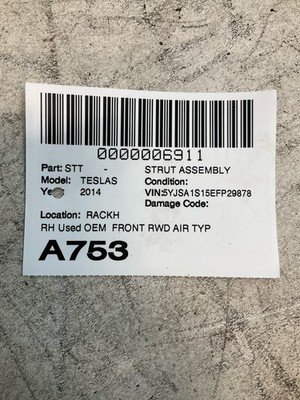 0000006911
Part: STT - STRUT ASSEMBLY
Model: TESLAS Condition:
2014 VIN:5YJSA1S15EFP29878
Damage Code:
Location: RACKH
RH Used OEM FRONT RWD AIR TYP
A753